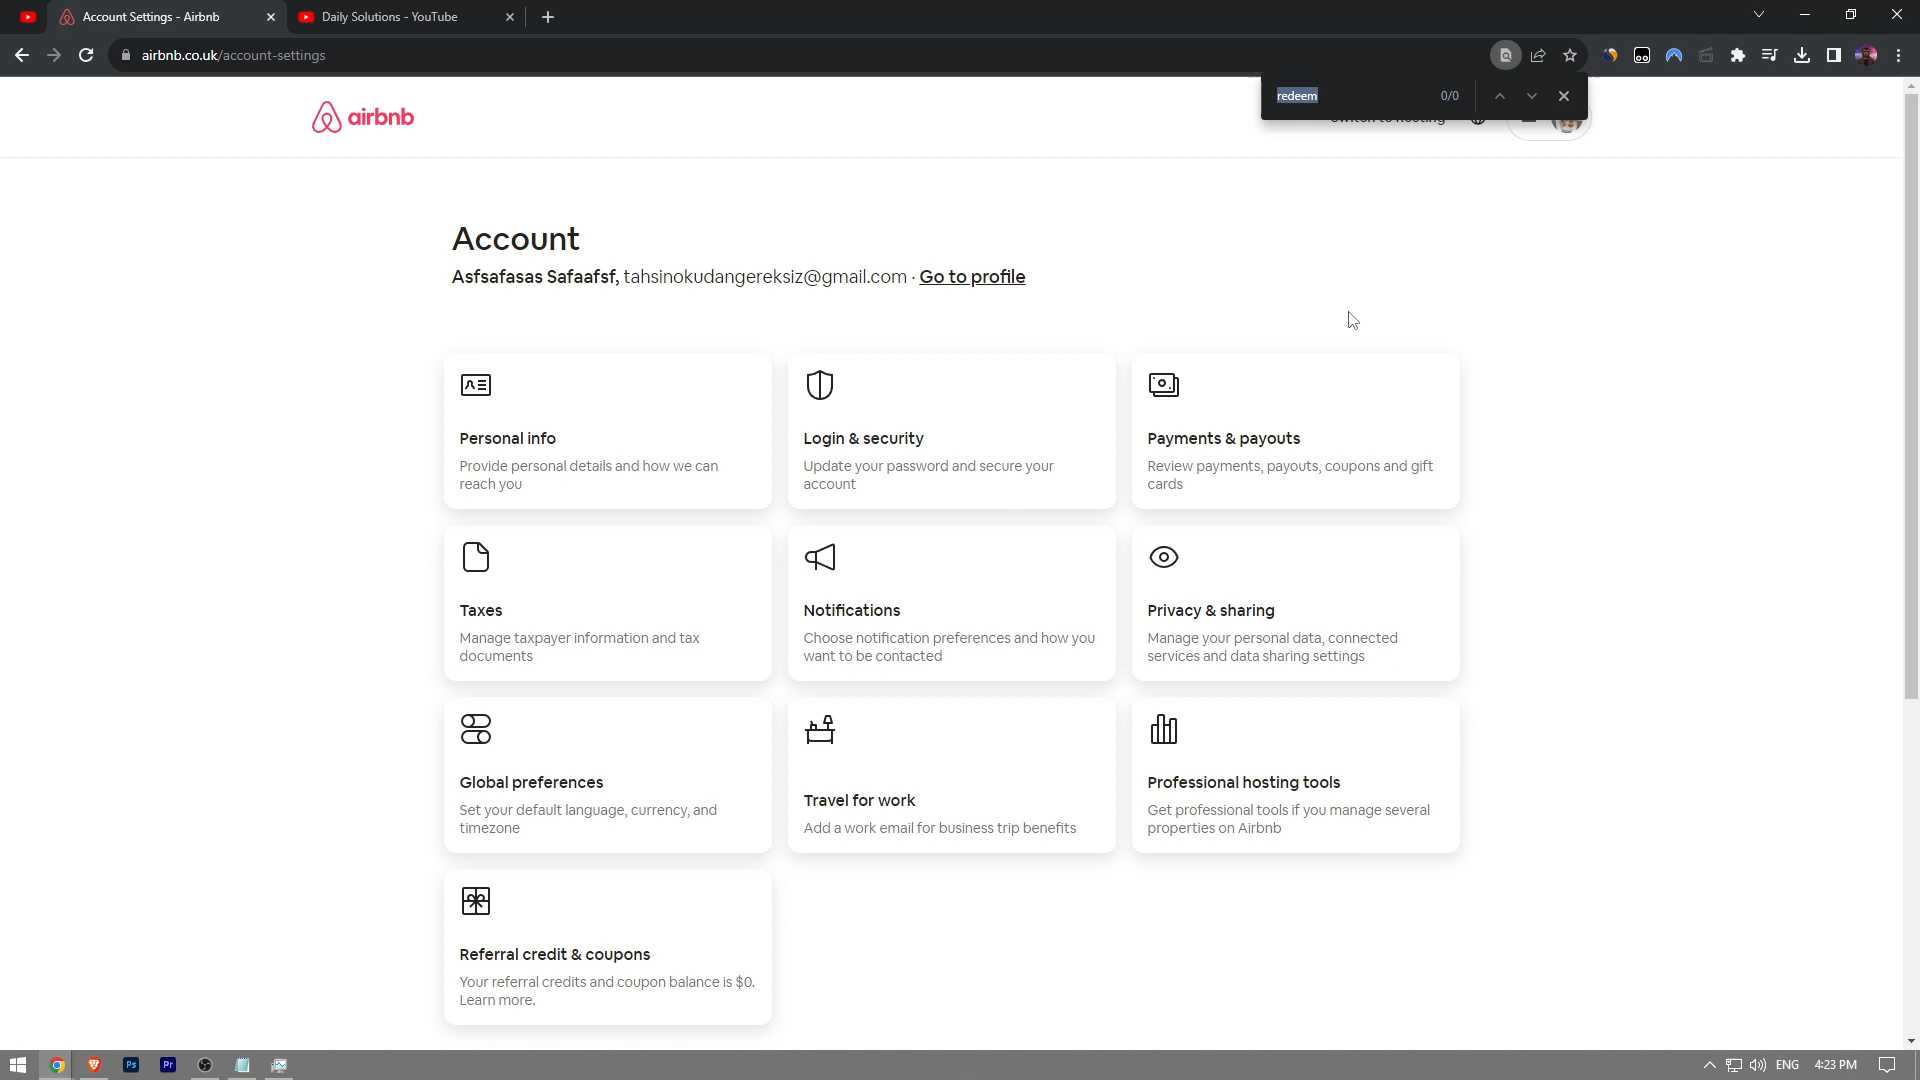 Account Settings - Airbnb
Daily Solutions - YouTube
airbnb.co.uk/account-settings
redeem
0/0
airbnb
Switch to hosting
Account
Asfsafasas Safaafsf, tahsinokudangereksiz@gmail.com · Go to profile
Personal info
Provide personal details and how we can
reach you
Login & security
Update your password and secure your
account
Payments & payouts
Review payments, payouts, coupons and gift
cards
Taxes
Manage taxpayer information and tax
documents
Notifications
Choose notification preferences and how you
want to be contacted
Privacy & sharing
Manage your personal data, connected
services and data sharing settings
Global preferences
Set your default language, currency, and
timezone
Travel for work
Add a work email for business trip benefits
Professional hosting tools
Get professional tools if you manage several
properties on Airbnb
Referral credit & coupons
Your referral credits and coupon balance is $0.
Learn more.
Ps
Pr
ENG
4:23 PM